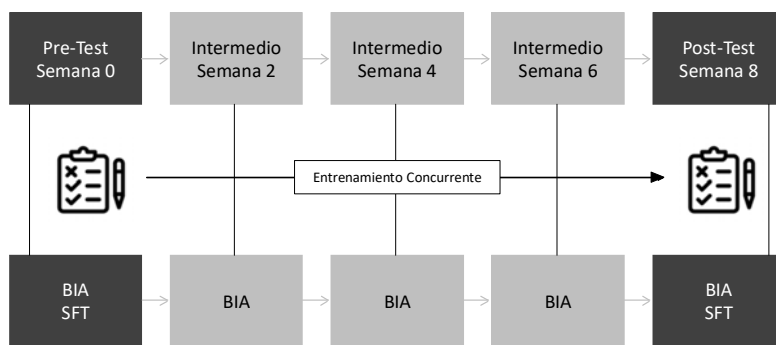 Pre-Test
Semana 0
Intermedio
Semana 2
Intermedio
Semana 4
Intermedio
Semana 6
Post-Test
Semana 8
Entrenamiento Concurrente
BIA
SFT
BIA
BIA
BIA
BIA
SFT